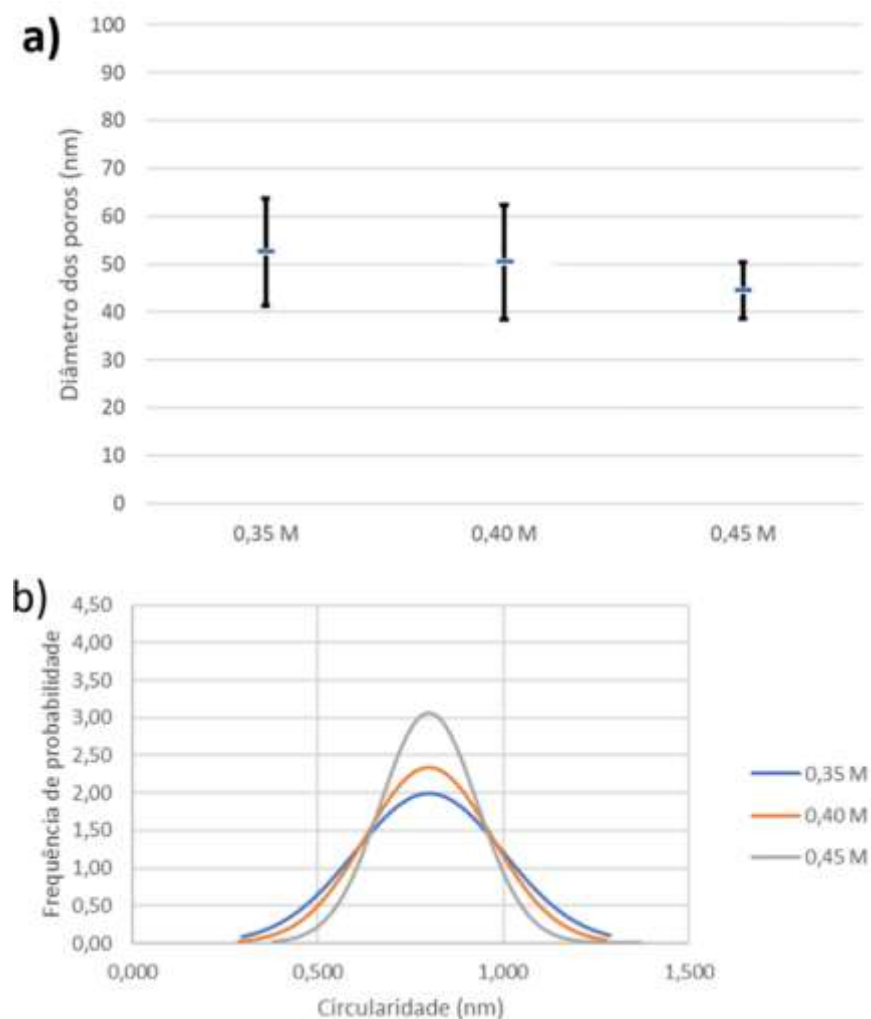 a)
Diâmetro dos poros (nm)
100
90
80
70
60
50
40
30
20
10
0
0,35 M 0,40 M 0,45 M
b)
Frequência de probabilidade
4,50
4,00
3,50
3,00
2,50
2,00
1,50
1,00
0,50
0,00
0,000 0,500 1,000 1,500
Circularidade (nm)
0,35 M
0,40 M
0,45 M